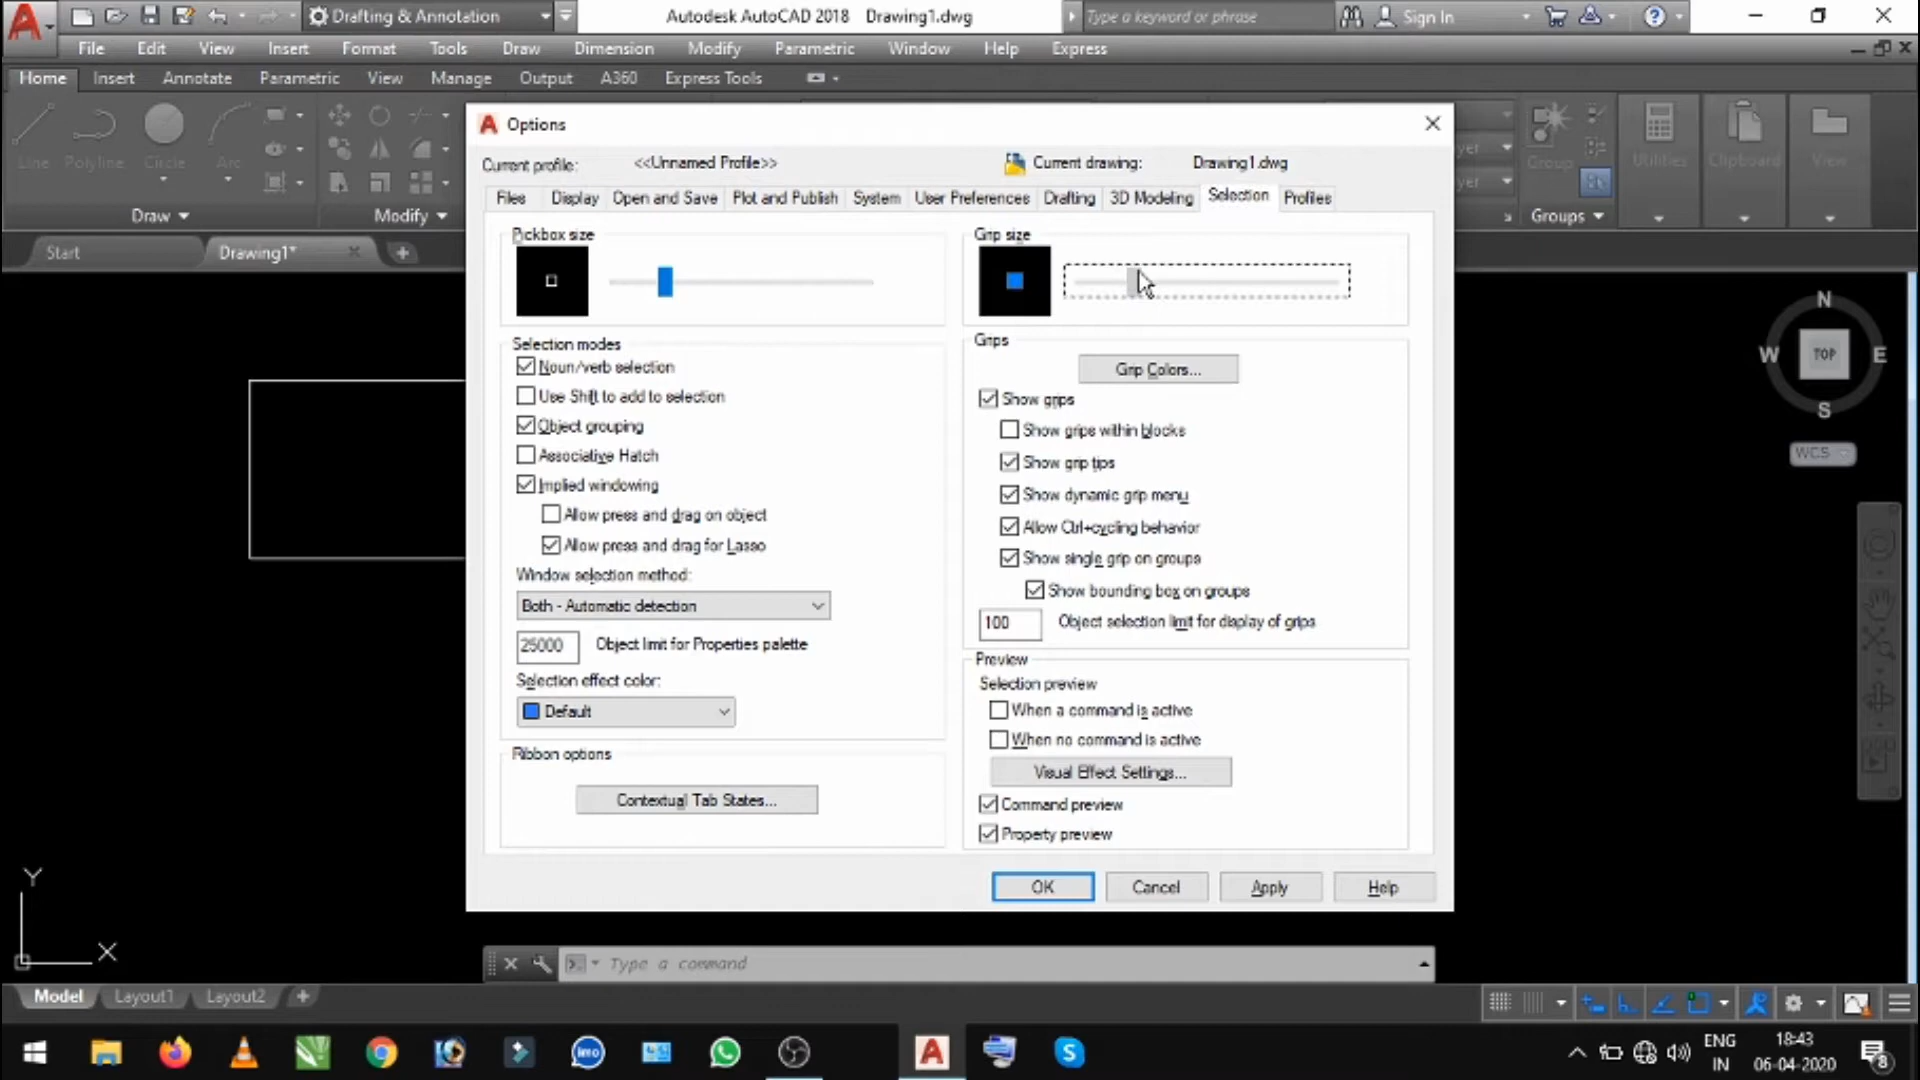 Drafting & Annotation
Autodesk AutoCAD 2018 Drawing1.dwg
Type a keyword or phrase
Sign In
File Edit View Insert Format Tools Draw Dimension Modify Parametric Window Help Express
Home Insert Annotate Parametric View Manage Output A360 Express Tools
Line Polyline Circle Arc
Draw
Modify
Group
Groups
Utilities
Clipboard
View
Start
Drawing1*
Options
Current profile: <<Unnamed Profile>>
Current drawing: Drawing1.dwg
Files Display Open and Save Plot and Publish System User Preferences Drafting 3D Modeling Selection Profiles
Pickbox size
Selection modes
Noun/verb selection
Use Shift to add to selection
Object grouping
Associative Hatch
Implied windowing
Allow press and drag on object
Allow press and drag for Lasso
Window selection method:
Both - Automatic detection
25000 Object limit for Properties palette
Selection effect color:
Default
Ribbon options
Contextual Tab States...
Grip size
Grips
Grip Colors...
Show grips
Show grips within blocks
Show grip tips
Show dynamic grip menu
Allow Ctrl+cycling behavior
Show single grip on groups
Show bounding box on groups
100 Object selection limit for display of grips
Preview
Selection preview
When a command is active
When no command is active
Visual Effect Settings...
Command preview
Property preview
OK Cancel Apply Help
N
W TOP E
S
WCS
Y
X
Type a command
Model Layout1 Layout2
imo
ENG
IN
18:43
06-04-2020
8